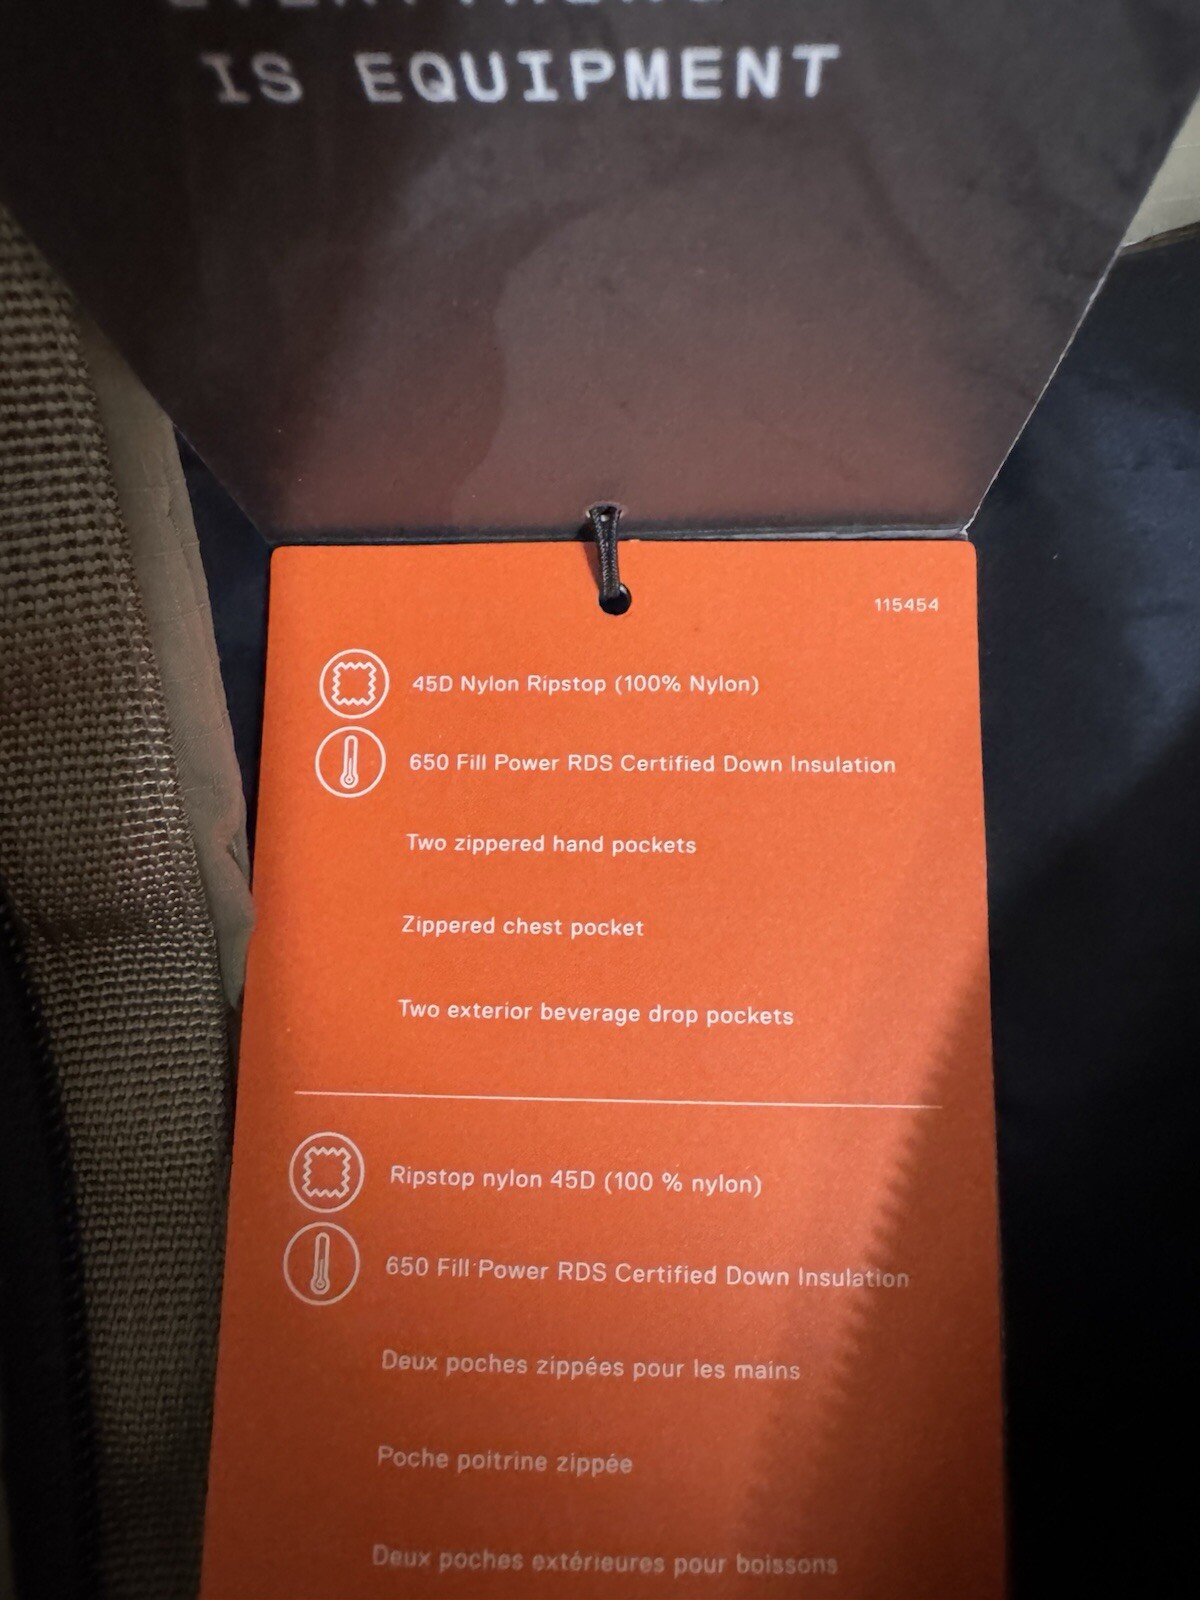 IS EQUIPMENT
115454
45D Nylon Ripstop (100% Nylon)
650 Fill Power RDS Certified Down Insulation
Two zippered hand pockets
Zippered chest pocket
Two exterior beverage drop pockets
Ripstop nylon 45D (100 % nylon)
650 Fill Power RDS Certified Down Insulation
Deux poches zippées pour les mains
Poche poitrine zippée
Deux poches extérieures pour boissons